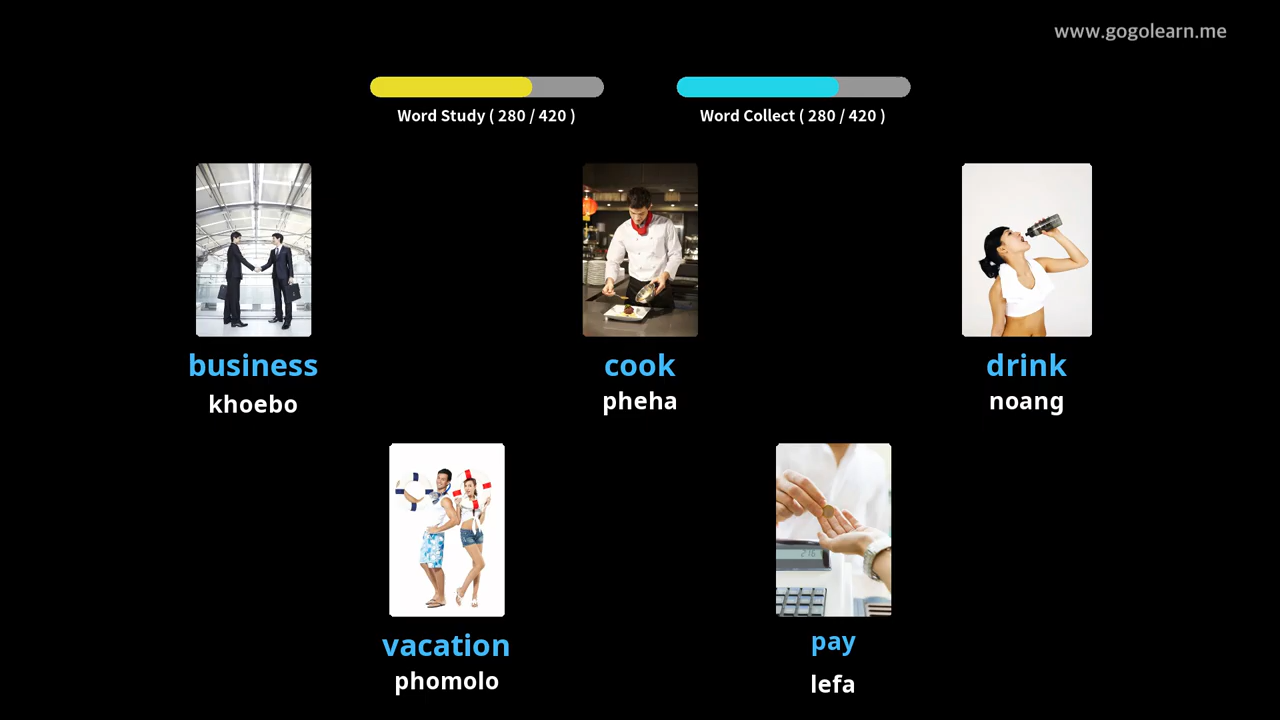 www.gogolearn.me
Word Study ( 280 / 420 )
Word Collect ( 280 / 420 )
business
khoebo
cook
pheha
drink
noang
vacation
phomolo
pay
lefa